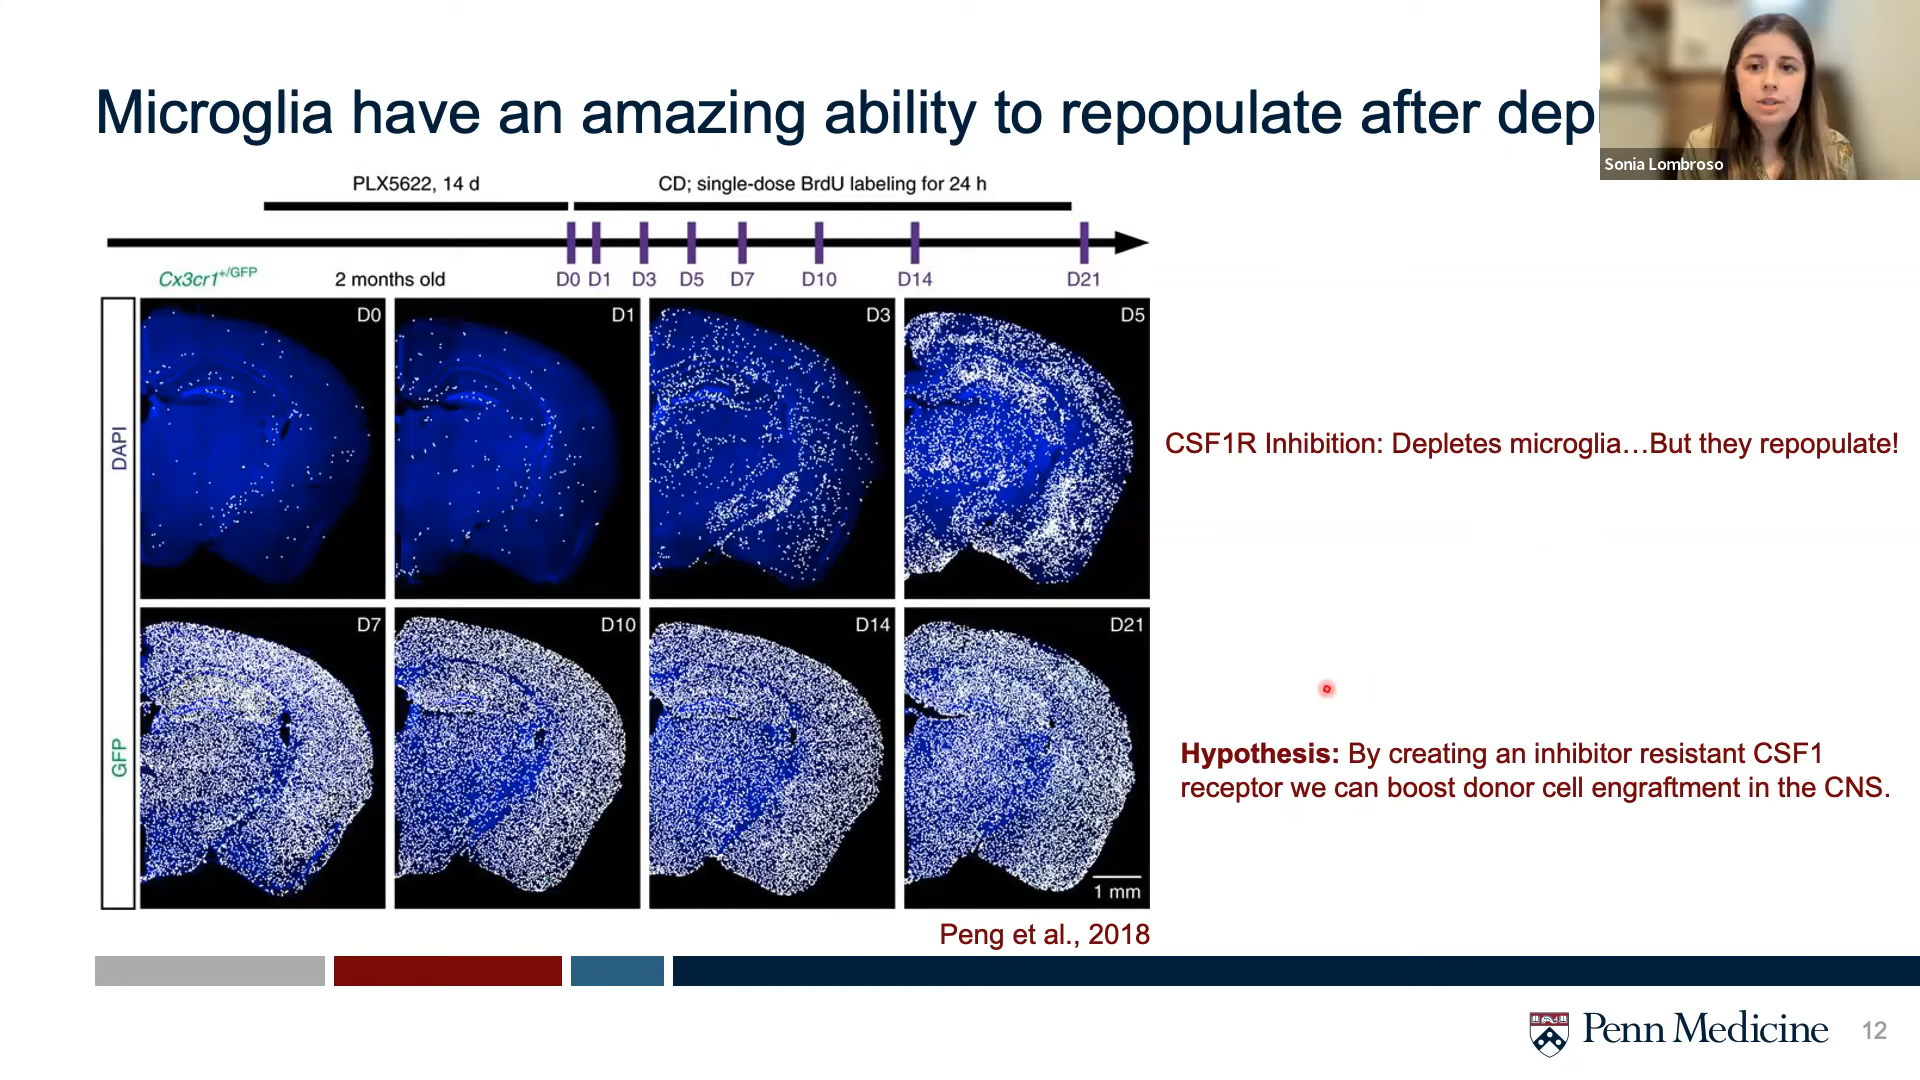 Microglia have an amazing ability to repopulate after
Sonia Lombroso
PLX5622, 14 d
CD; single-dose BrdU labeling for 24 h
Cx3cr1+/GFP
2 months old
D0 D1 D3 D5 D7 D10 D14 D21
DAPI
GFP
D0
D1
D3
D5
D7
D10
D14
D21
1 mm
CSF1R Inhibition: Depletes microglia…But they repopulate!
Hypothesis: By creating an inhibitor resistant CSF1
receptor we can boost donor cell engraftment in the CNS.
Peng et al., 2018
Penn Medicine
12